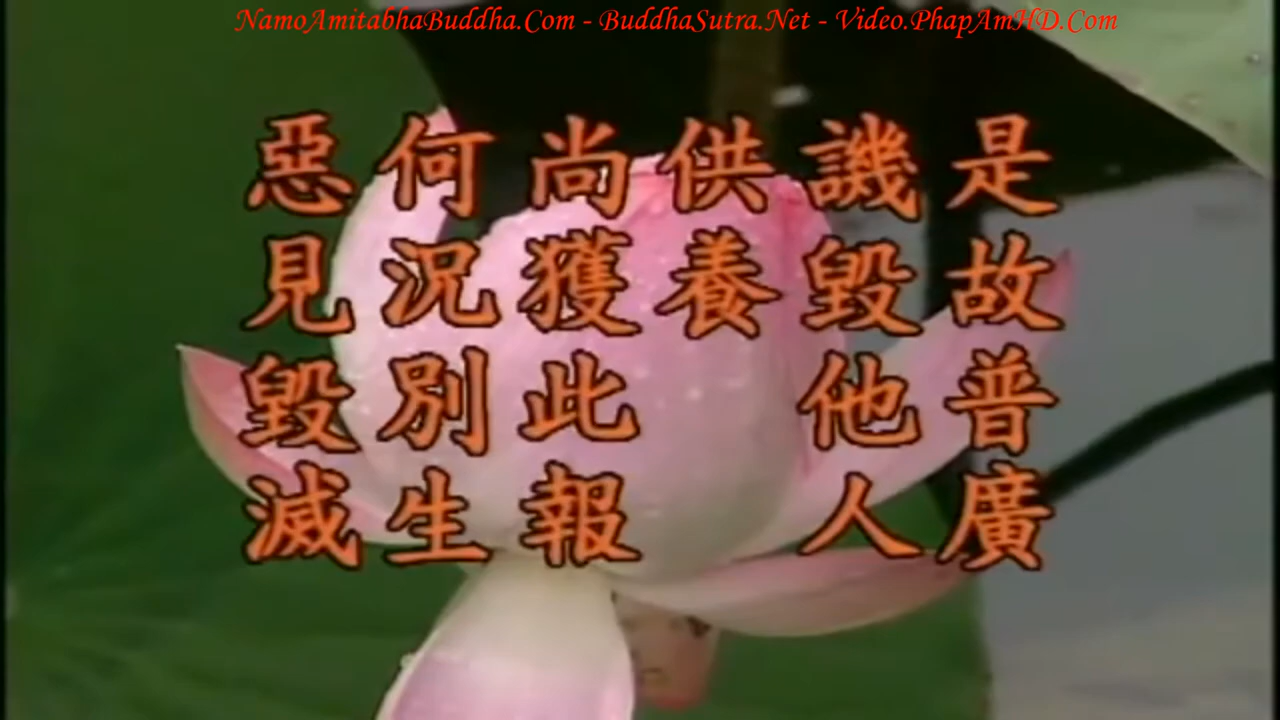 NamoAmitabhaBuddha.Com - BuddhaSutra.Net - Video.PhapAmHD.Com
是故普廣
譏毀他人
供養
尚獲此報
何況別生
惡見毀滅